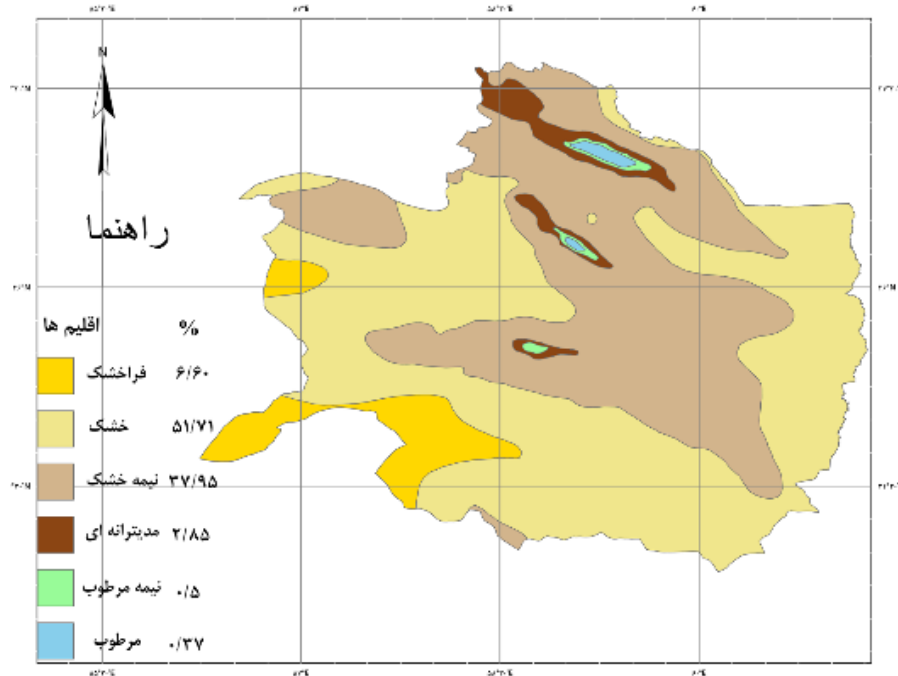 N
راهنما
اقلیم ها %
فراخشک ۶/۶۰
خشک ۵۱/۷۱
نیمه خشک ۳۷/۹۵
مدیترانه ای ۲/۸۵
نیمه مرطوب ۰/۵
مرطوب ۰/۳۷